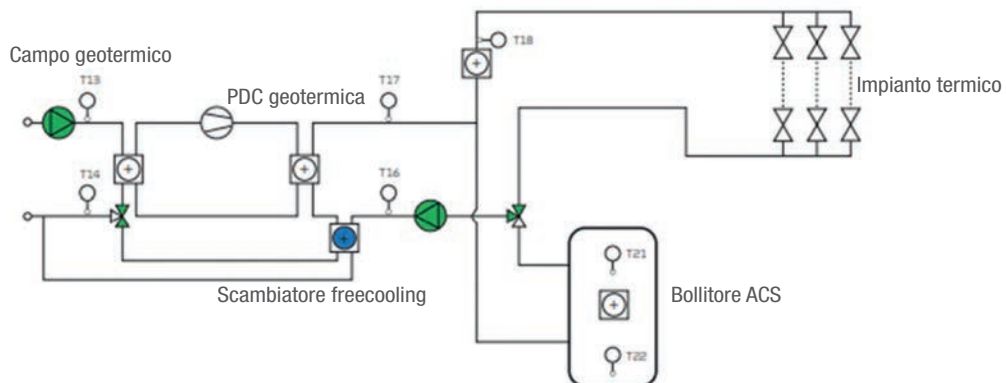 T18
Campo geotermico
T13
T17
PDC geotermica
Impianto termico
T14
T16
T21
Scambiatore freecooling
Bollitore ACS
T22